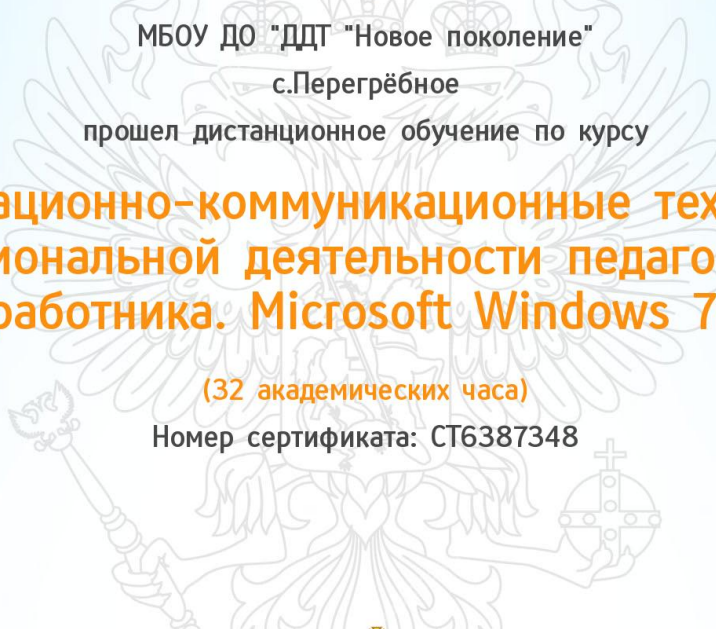 МБОУ ДО "ДДТ "Новое поколение"
с.Перегрёбное
прошел дистанционное обучение по курсу
ационно-коммуникационные тех
иональной деятельности педаго
работника. Microsoft Windows 7
(32 академических часа)
Номер сертификата: СТ6387348